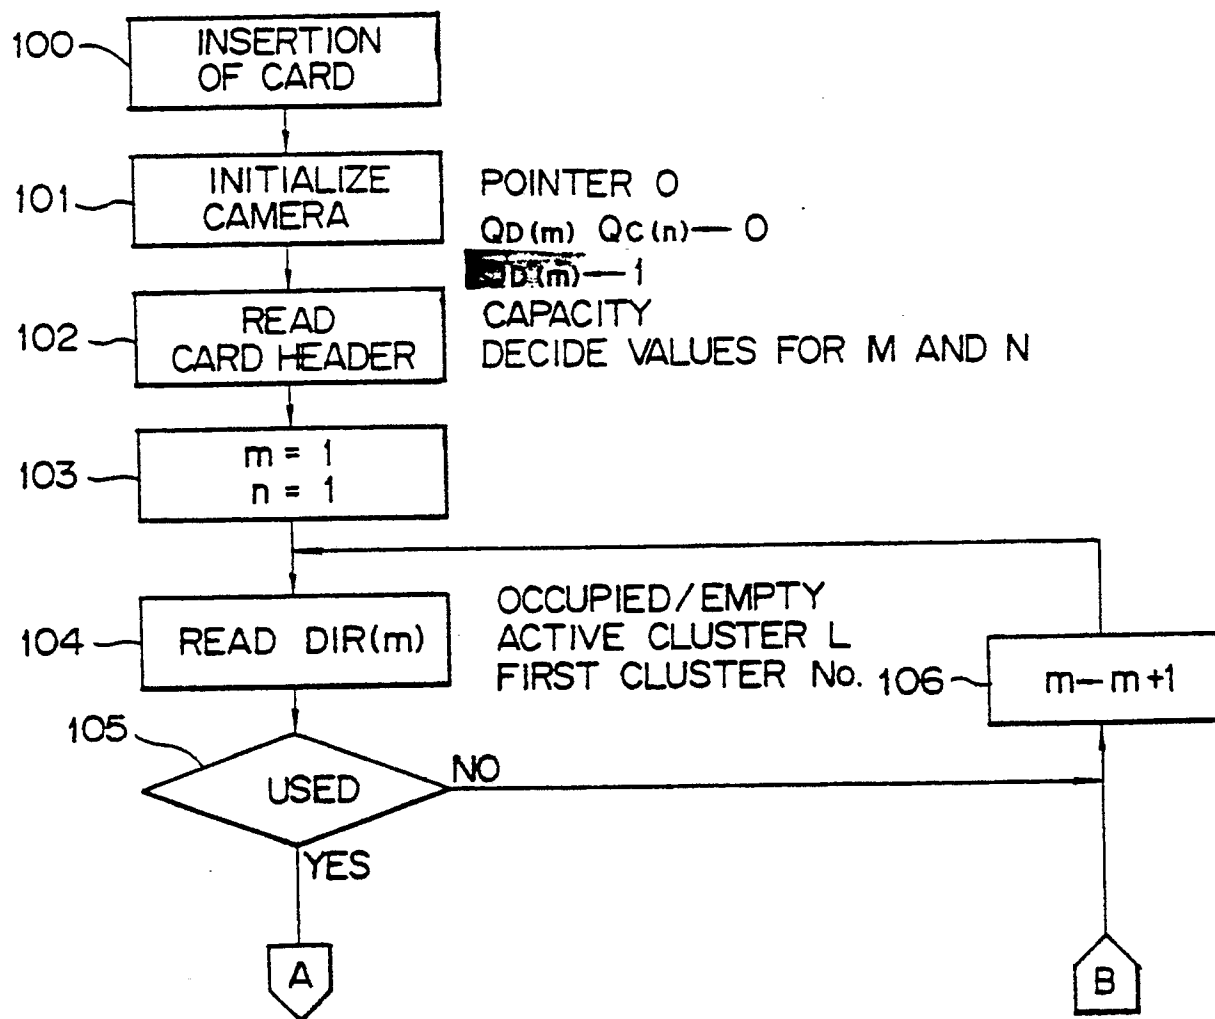 100
INSERTION
OF CARD
101
INITIALIZE
CAMERA
POINTER 0
QD(m) QC(n)— 0
D(m)— 1
102
READ
CARD HEADER
CAPACITY
DECIDE VALUES FOR M AND N
103
m = 1
n = 1
104
READ DIR(m)
OCCUPIED/EMPTY
ACTIVE CLUSTER L
FIRST CLUSTER No.
106
m—m+1
105
USED
NO
YES
A
B